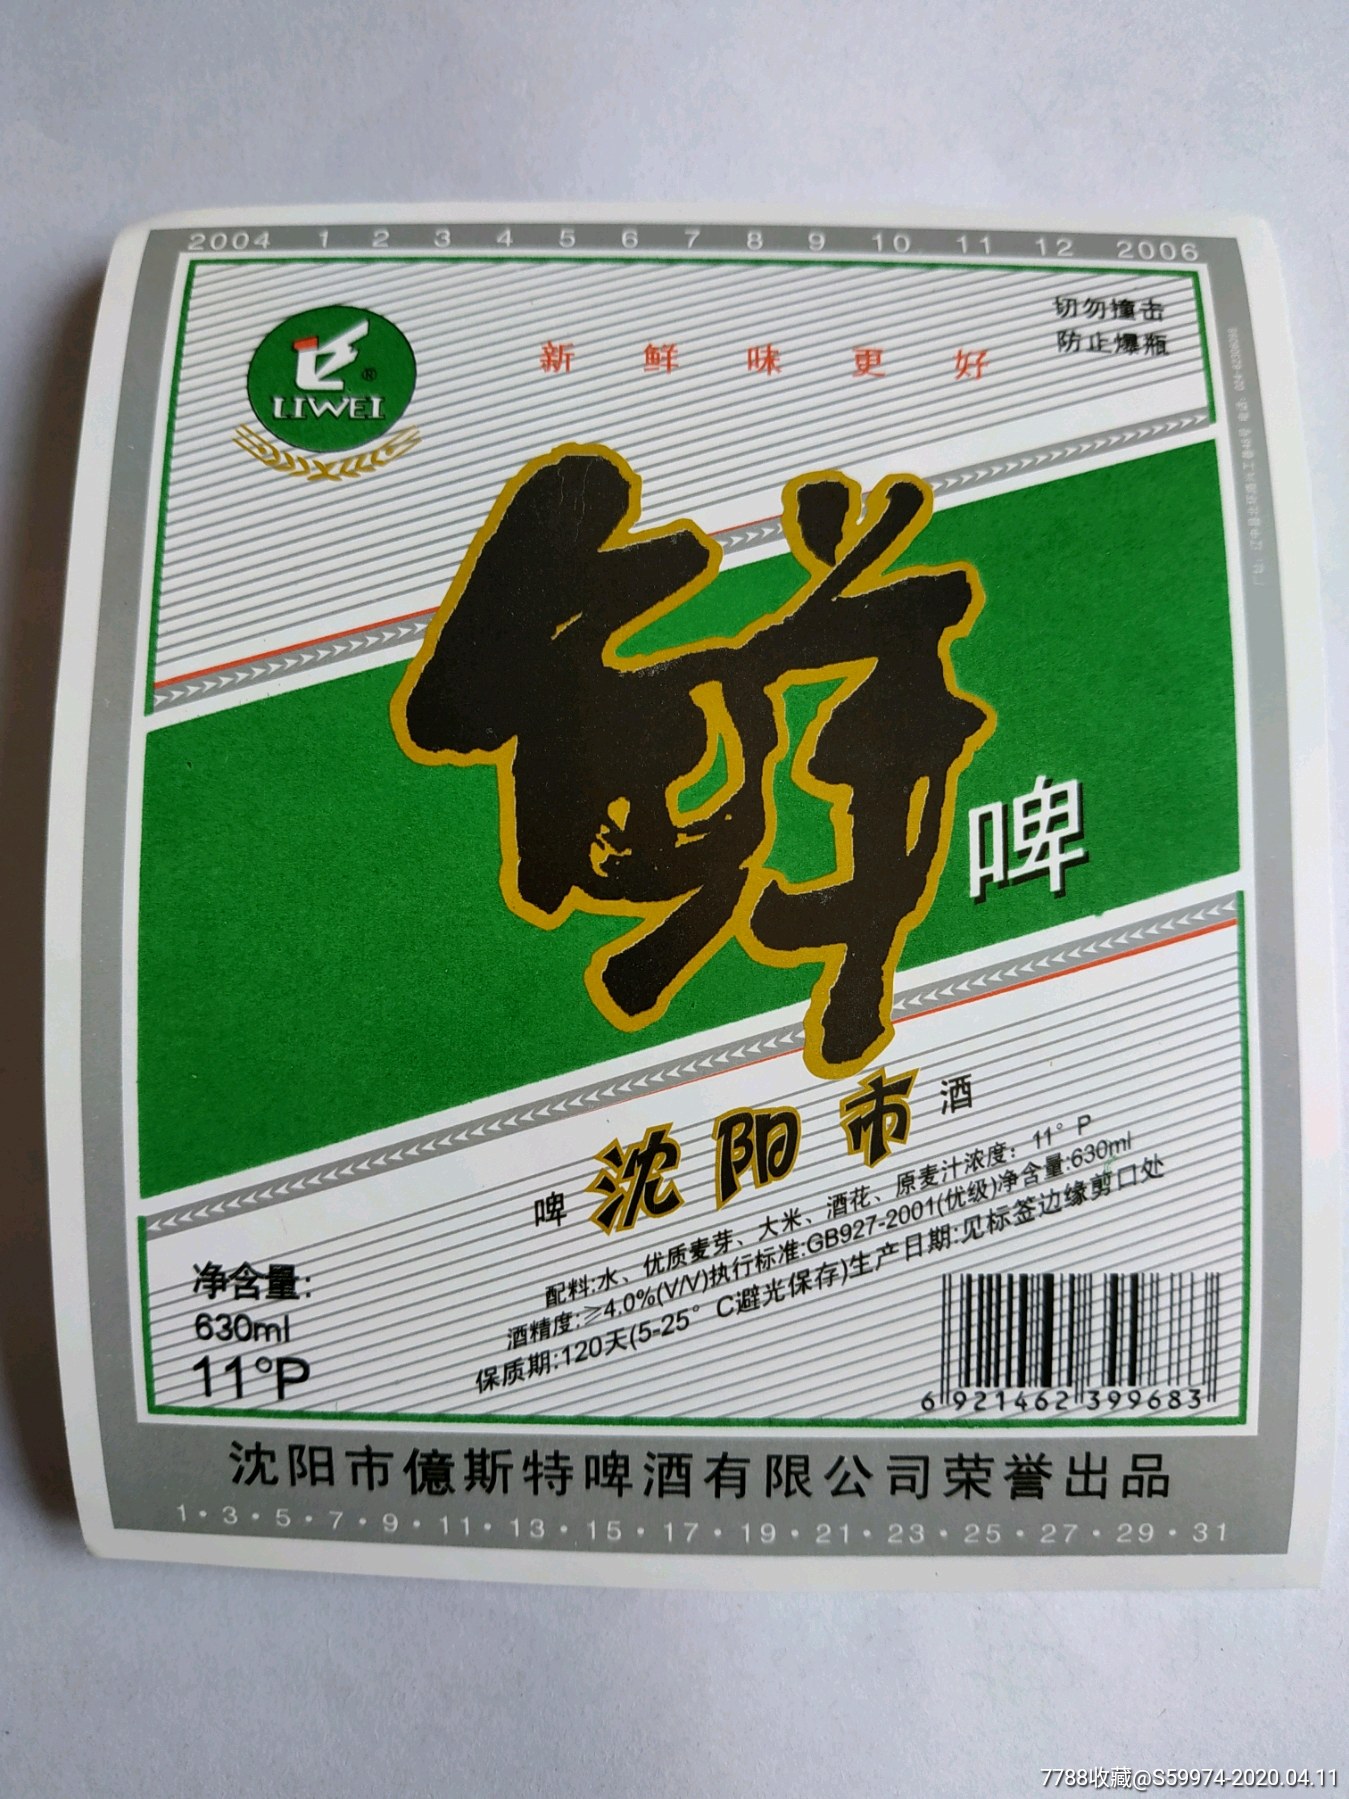 2004 1 2 3 4 5 6 7 8 9 10 11 12 2006
切勿撞击
防止爆瓶
新鲜味更好
LIWEI®
鲜
啤
啤沈阳市酒
配料:水、优质麦芽、大米、酒花、原麦汁浓度：11°P
酒精度:≥4.0%(V/V)执行标准:GB927-2001(优级)净含量:630ml
保质期:120天(5-25°C避光保存)生产日期:见标签边缘剪口处
净含量:
630ml
11°P
6 921462 399683
沈阳市億斯特啤酒有限公司荣誉出品
1·3·5·7·9·11·13·15·17·19·21·23·25·27·29·31
7788收藏@S59974-2020.04.11